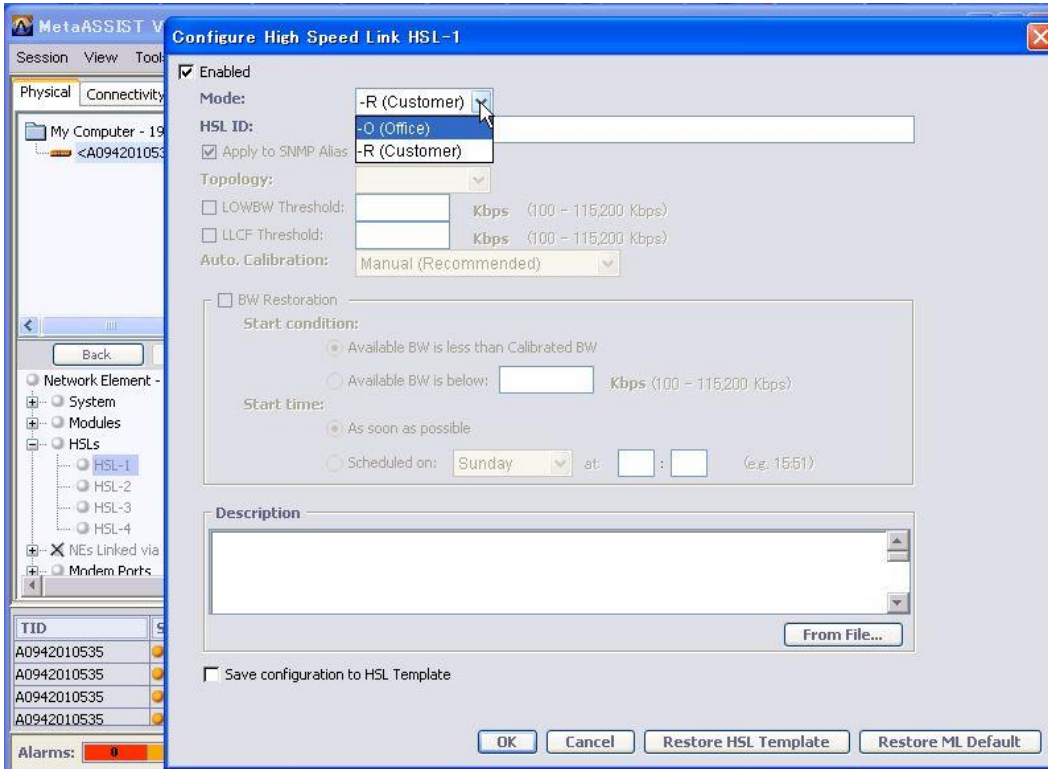 MetaASSIST V
Configure High Speed Link HSL-1
Session View Tool
Enabled
Physical Connectivity
Mode: -R (Customer)
-O (Office)
-R (Customer)
My Computer - 19
<A094201053
HSL ID:
Apply to SNMP Alias
Topology:
LOWBW Threshold: Kbps (100 - 115,200 Kbps)
LLCF Threshold: Kbps (100 - 115,200 Kbps)
Auto. Calibration: Manual (Recommended)
BW Restoration
Start condition:
Available BW is less than Calibrated BW
Available BW is below: Kbps (100 - 115,200 Kbps)
Start time:
As soon as possible
Scheduled on: Sunday at: : (e.g. 15:51)
Back
Network Element -
System
Modules
HSLs
HSL-1
HSL-2
HSL-3
HSL-4
NEs Linked via
Modem Ports
Description
From File...
TID S
A0942010535
A0942010535
A0942010535
A0942010535
Save configuration to HSL Template
Alarms: 0
OK Cancel Restore HSL Template Restore ML Default